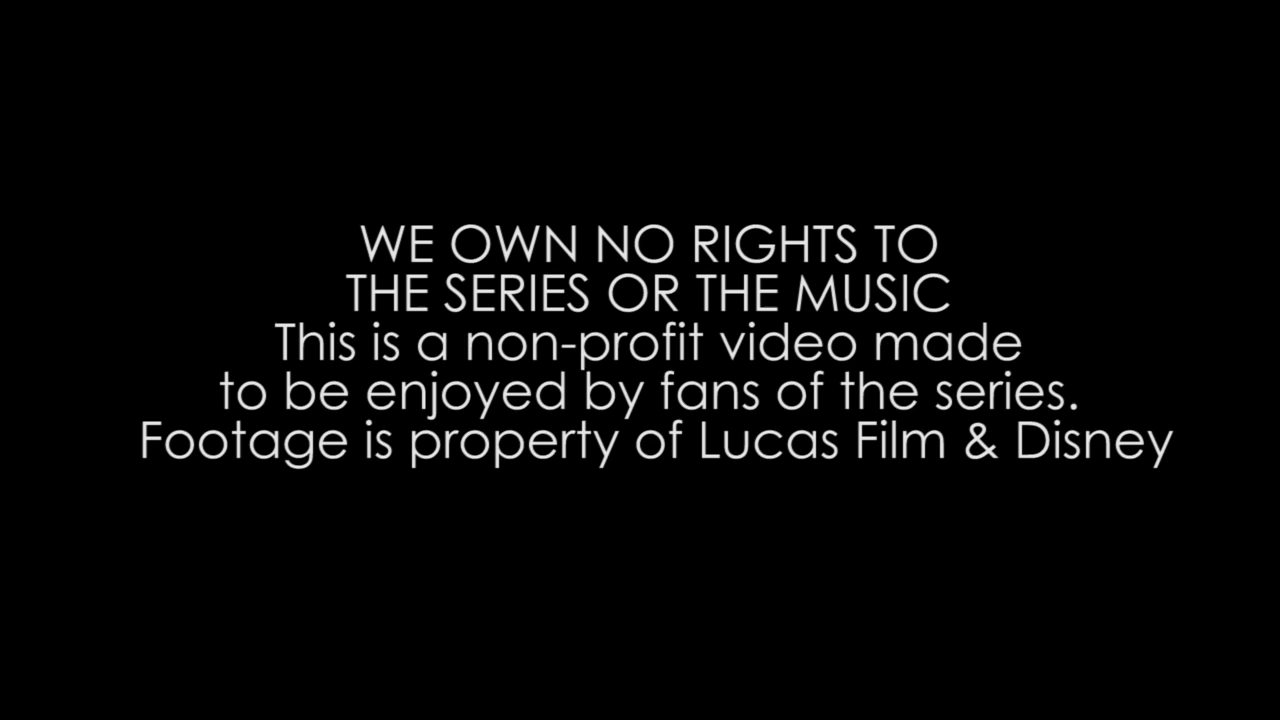 WE OWN NO RIGHTS TO
THE SERIES OR THE MUSIC
This is a non-profit video made
to be enjoyed by fans of the series.
Footage is property of Lucas Film & Disney